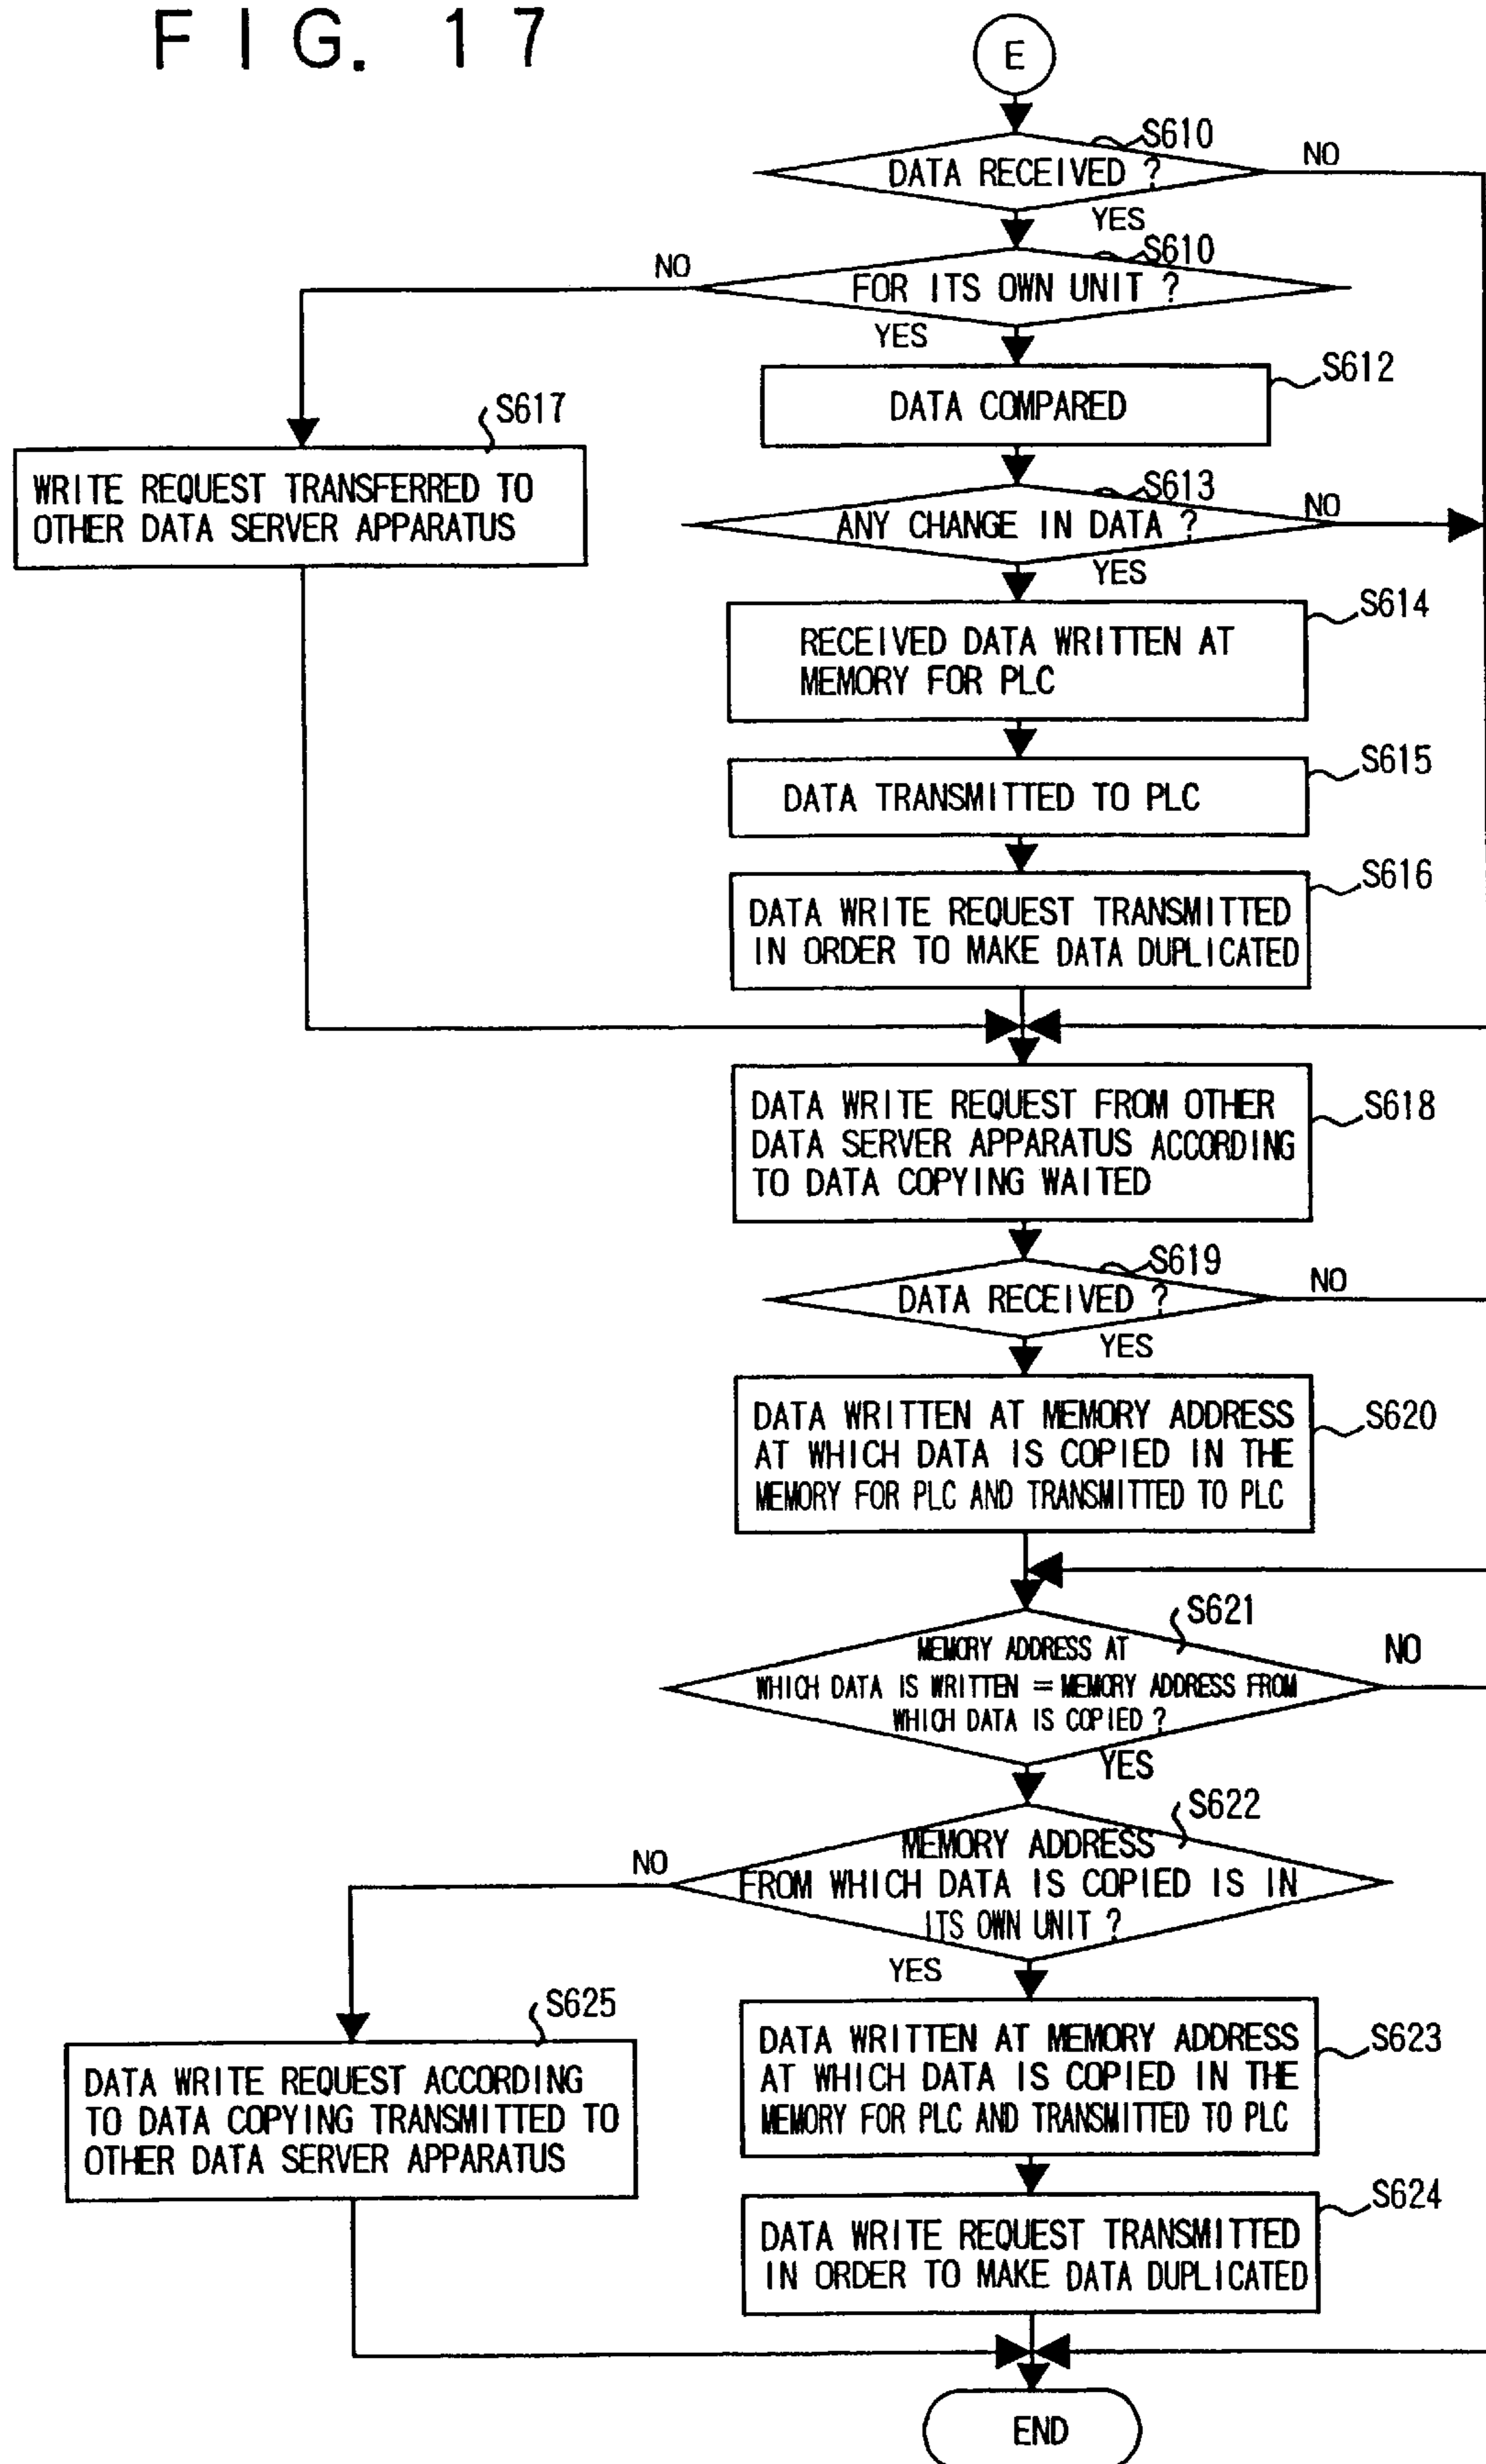 FIG. 17
E
S610
DATA RECEIVED ?
NO
YES
S610
FOR ITS OWN UNIT ?
NO
YES
S612
DATA COMPARED
S617
WRITE REQUEST TRANSFERRED TO
OTHER DATA SERVER APPARATUS
S613
ANY CHANGE IN DATA ?
NO
YES
S614
RECEIVED DATA WRITTEN AT
MEMORY FOR PLC
S615
DATA TRANSMITTED TO PLC
S616
DATA WRITE REQUEST TRANSMITTED
IN ORDER TO MAKE DATA DUPLICATED
S618
DATA WRITE REQUEST FROM OTHER
DATA SERVER APPARATUS ACCORDING
TO DATA COPYING WAITED
S619
DATA RECEIVED ?
NO
YES
S620
DATA WRITTEN AT MEMORY ADDRESS
AT WHICH DATA IS COPIED IN THE
MEMORY FOR PLC AND TRANSMITTED TO PLC
S621
MEMORY ADDRESS AT
WHICH DATA IS WRITTEN = MEMORY ADDRESS FROM
WHICH DATA IS COPIED ?
NO
YES
S622
MEMORY ADDRESS
FROM WHICH DATA IS COPIED IS IN
ITS OWN UNIT ?
NO
YES
S625
DATA WRITE REQUEST ACCORDING
TO DATA COPYING TRANSMITTED TO
OTHER DATA SERVER APPARATUS
S623
DATA WRITTEN AT MEMORY ADDRESS
AT WHICH DATA IS COPIED IN THE
MEMORY FOR PLC AND TRANSMITTED TO PLC
S624
DATA WRITE REQUEST TRANSMITTED
IN ORDER TO MAKE DATA DUPLICATED
END